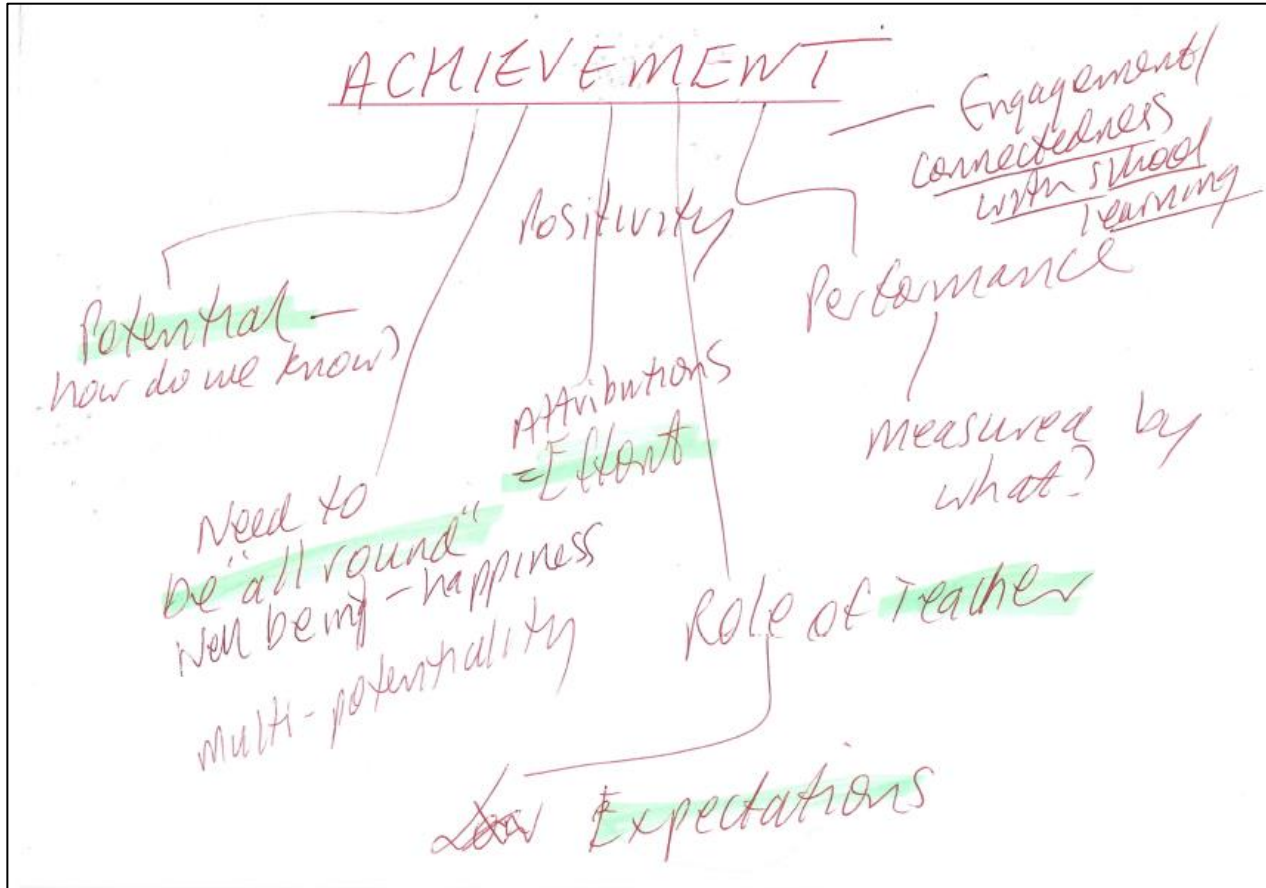 ACHIEVEMENT
Engagement/
connectedness
with school
learning
Positivity
Performance
Potential —
how do we know?
Attributions
= Effort
measured by
what?
Need to
be "all round"
well being - happiness
multi-potentiality
Role of Teacher
Expectations